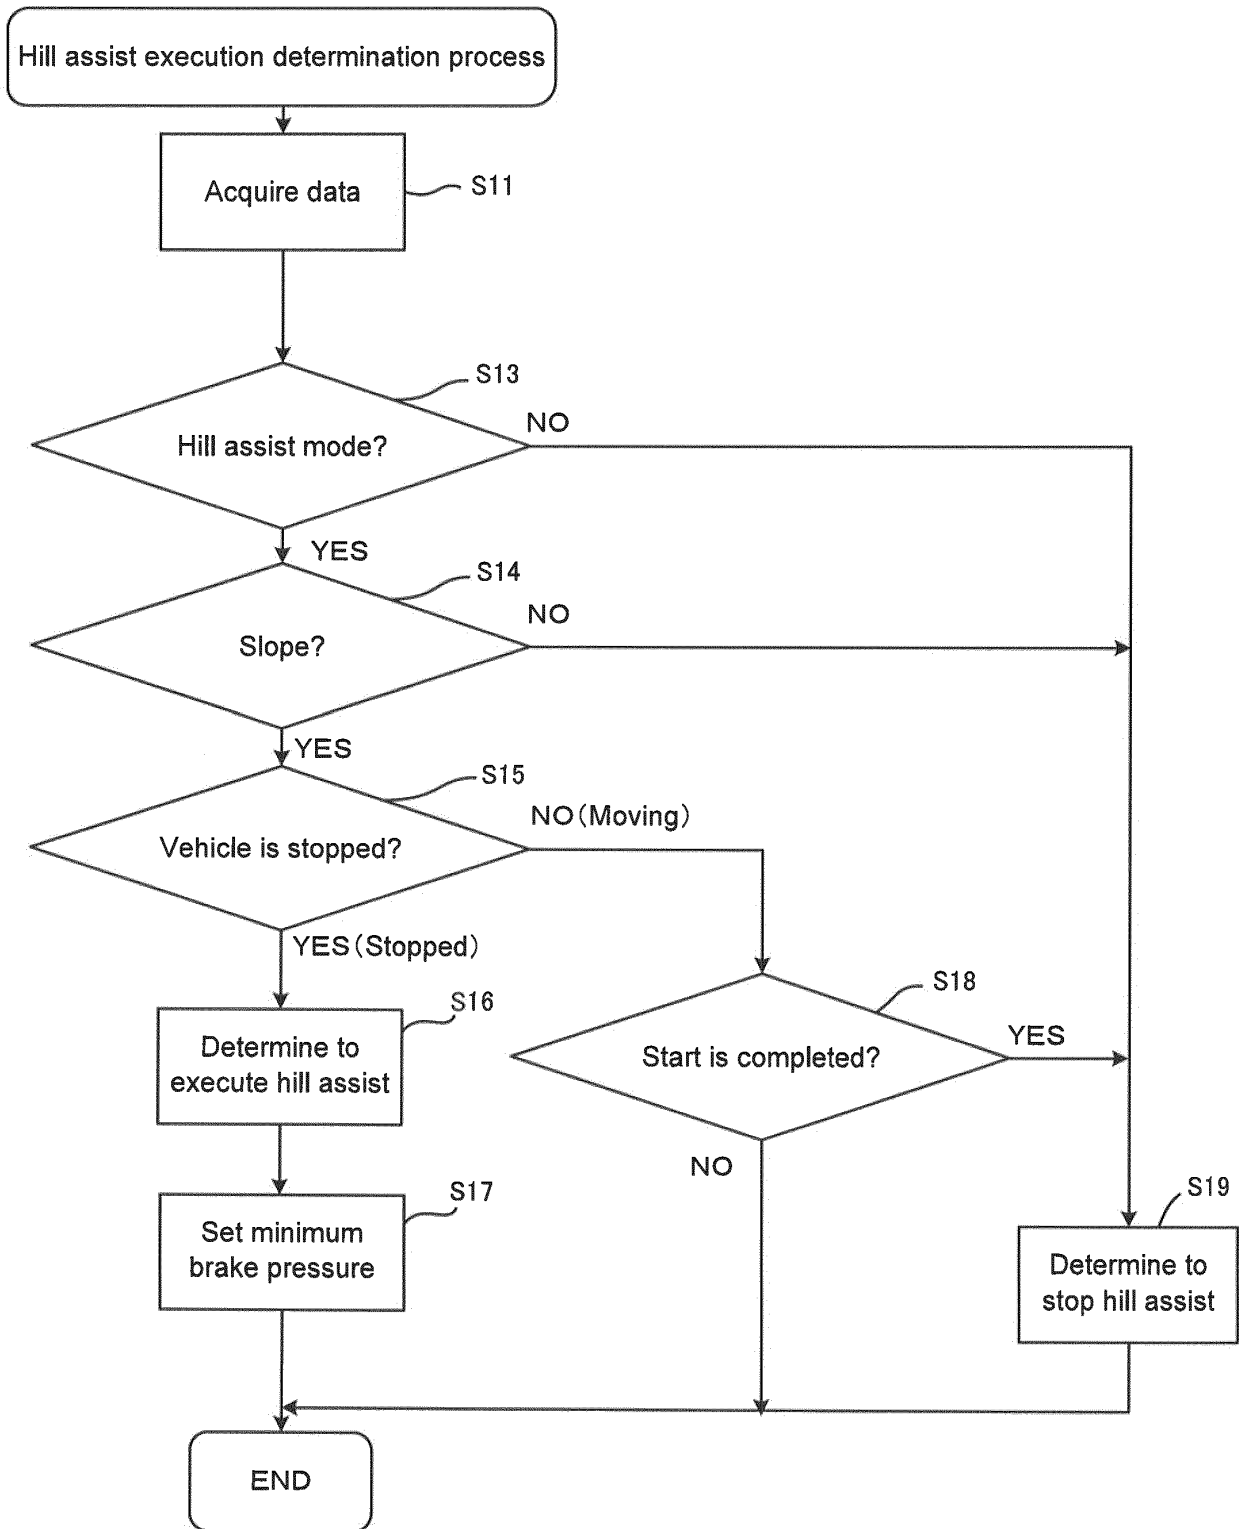 Hill assist execution determination process
Acquire data
S11
S13
Hill assist mode?
NO
YES
S14
Slope?
NO
YES
S15
Vehicle is stopped?
NO(Moving)
YES(Stopped)
S16
Determine to
execute hill assist
S18
Start is completed?
YES
NO
S17
Set minimum
brake pressure
S19
Determine to
stop hill assist
END